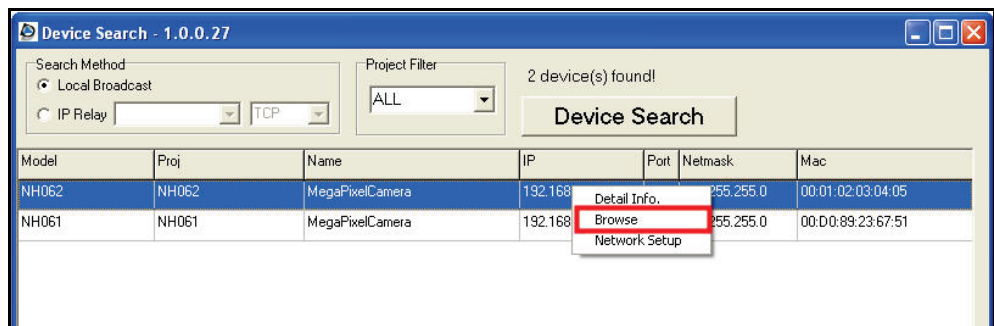 Device Search - 1.0.0.27
Search Method
Local Broadcast
IP Relay TCP
Project Filter
ALL
2 device(s) found!
Device Search
Model Proj Name IP Port Netmask Mac
NH062 NH062 MegaPixelCamera 192.168 255.255.0 00:01:02:03:04:05
NH061 NH061 MegaPixelCamera 192.168 255.255.0 00:D0:89:23:67:51
Detail Info.
Browse
Network Setup